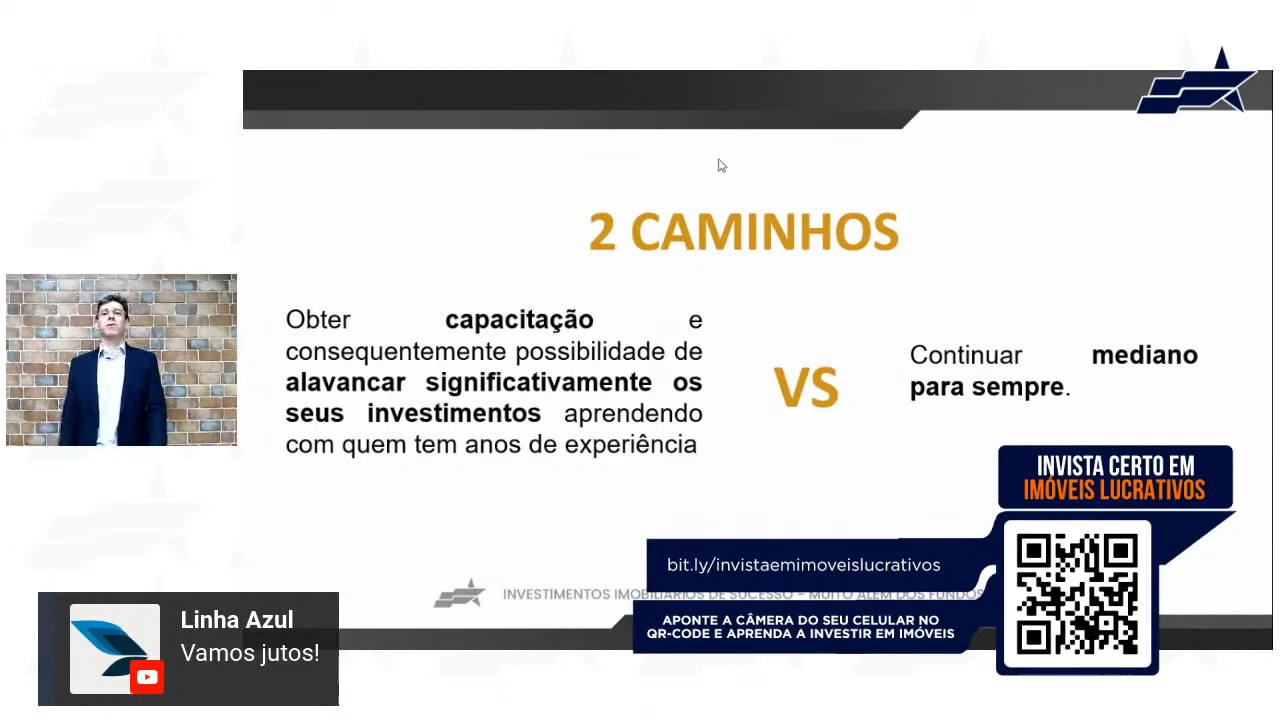 2 CAMINHOS
Obter capacitação e
consequentemente possibilidade de
alavancar significativamente os
seus investimentos aprendendo
com quem tem anos de experiência
VS
Continuar mediano
para sempre.
INVISTA CERTO EM
IMÓVEIS LUCRATIVOS
bit.ly/invistaemimoveislucrativos
INVESTIMENTOS IMOBILIÁRIOS DE SUCESSO - MUITO ALÉM DOS FUNDOS
APONTE A CÂMERA DO SEU CELULAR NO
QR-CODE E APRENDA A INVESTIR EM IMÓVEIS
Linha Azul
Vamos jutos!